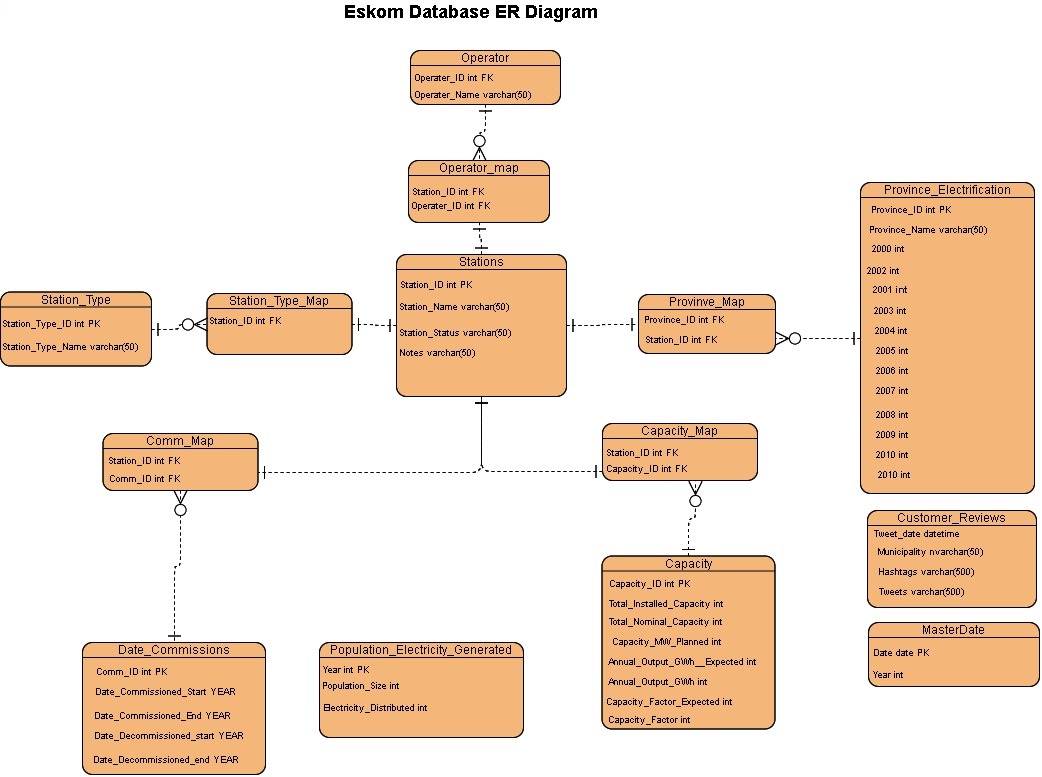 Eskom Database ER Diagram
Operator
Operater_ID int FK
Operater_Name varchar(50)
Operator_map
Station_ID int FK
Operater_ID int FK
Province_Electrification
Province_ID int PK
Province_Name varchar(50)
2000 int
2002 int
2001 int
2003 int
2004 int
2005 int
2006 int
2007 int
2008 int
2009 int
2010 int
2010 int
Stations
Station_ID int PK
Station_Name varchar(50)
Station_Status varchar(50)
Notes varchar(50)
Station_Type
Station_Type_ID int PK
Station_Type_Name varchar(50)
Station_Type_Map
Station_ID int FK
Provinve_Map
Province_ID int FK
Station_ID int FK
Comm_Map
Station_ID int FK
Comm_ID int FK
Capacity_Map
Station_ID int FK
Capacity_ID int FK
Customer_Reviews
Tweet_date datetime
Municipality nvarchar(50)
Hashtags varchar(500)
Tweets varchar(500)
Capacity
Capacity_ID int PK
Total_Installed_Capacity int
Total_Nominal_Capacity int
Capacity_MW_Planned int
Annual_Output_GWh__Expected int
Annual_Output_GWh int
Capacity_Factor_Expected int
Capacity_Factor int
MasterDate
Date date PK
Year int
Date_Commissions
Comm_ID int PK
Date_Commissioned_Start YEAR
Date_Commissioned_End YEAR
Date_Decommissioned_start YEAR
Date_Decommissioned_end YEAR
Population_Electricity_Generated
Year int PK
Population_Size int
Electricity_Distributed int